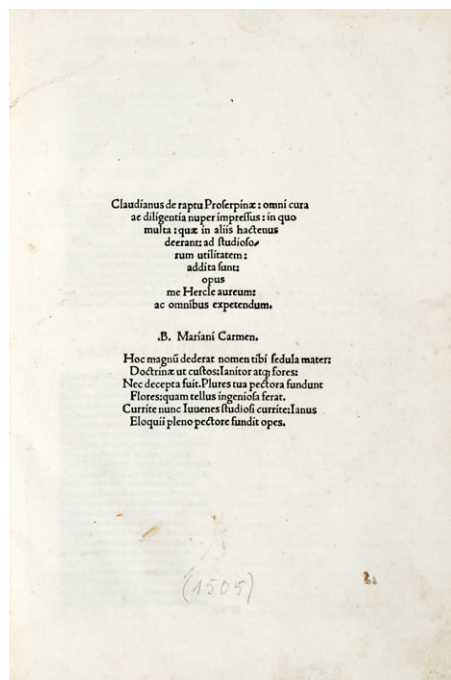 Claudianus de raptu Proserpinæ : omni cura
ac diligentia nuper impreſſus : in quo
multa : quæ in aliis hactenus
deerant : ad ſtudioſo⸗
rum utilitatem :
addita ſunt :
opus
me Hercle aureum :
ac omnibus expetendum.
.B. Mariani Carmen.
Hoc magnū dederat nomen tibi ſedula mater :
Doctrinæ ut cuſtos : Ianitor atqꝫ fores :
Nec decepta fuit. Plures tua pectora fundunt
Flores : quam tellus ingenioſa ferat.
Currite nunc Iuuenes ſtudioſi currite : Ianus
Eloquii pleno pectore fundit opes.
(1505)